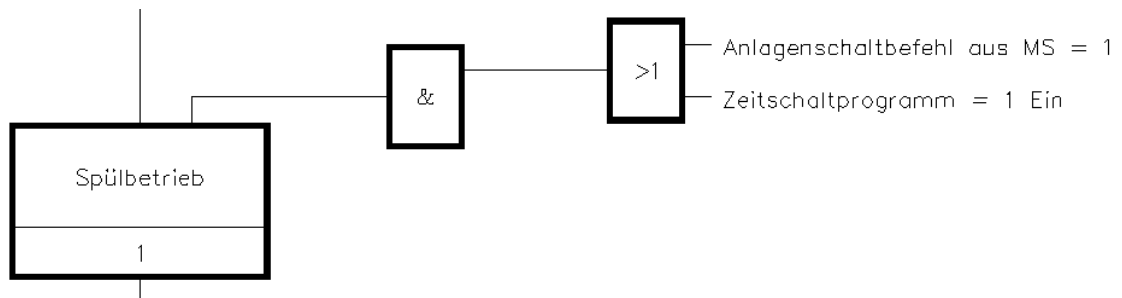 Anlagenschaltbefehl aus MS = 1
>1
&
Zeitschaltprogramm = 1 Ein
Spülbetrieb
1